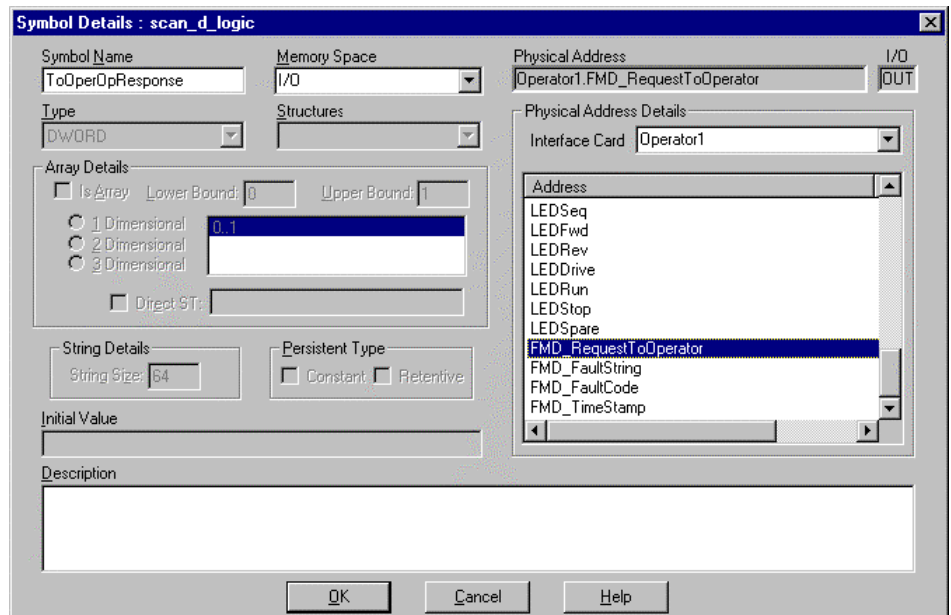 Symbol Details : scan_d_logic
Symbol Name
Memory Space
Physical Address
I/O
ToOperOpResponse
I/O
Operator1.FMD_RequestToOperator
OUT
Type
Structures
DWORD
Physical Address Details
Interface Card
Operator1
Array Details
Is Array
Lower Bound:
0
Upper Bound:
1
1 Dimensional
2 Dimensional
3 Dimensional
0..1
Direct ST:
Address
LEDSeq
LEDFwd
LEDRev
LEDDrive
LEDRun
LEDStop
LEDSpare
FMD_RequestToOperator
FMD_FaultString
FMD_FaultCode
FMD_TimeStamp
String Details
String Size:
64
Persistent Type
Constant
Retentive
Initial Value
Description
OK
Cancel
Help